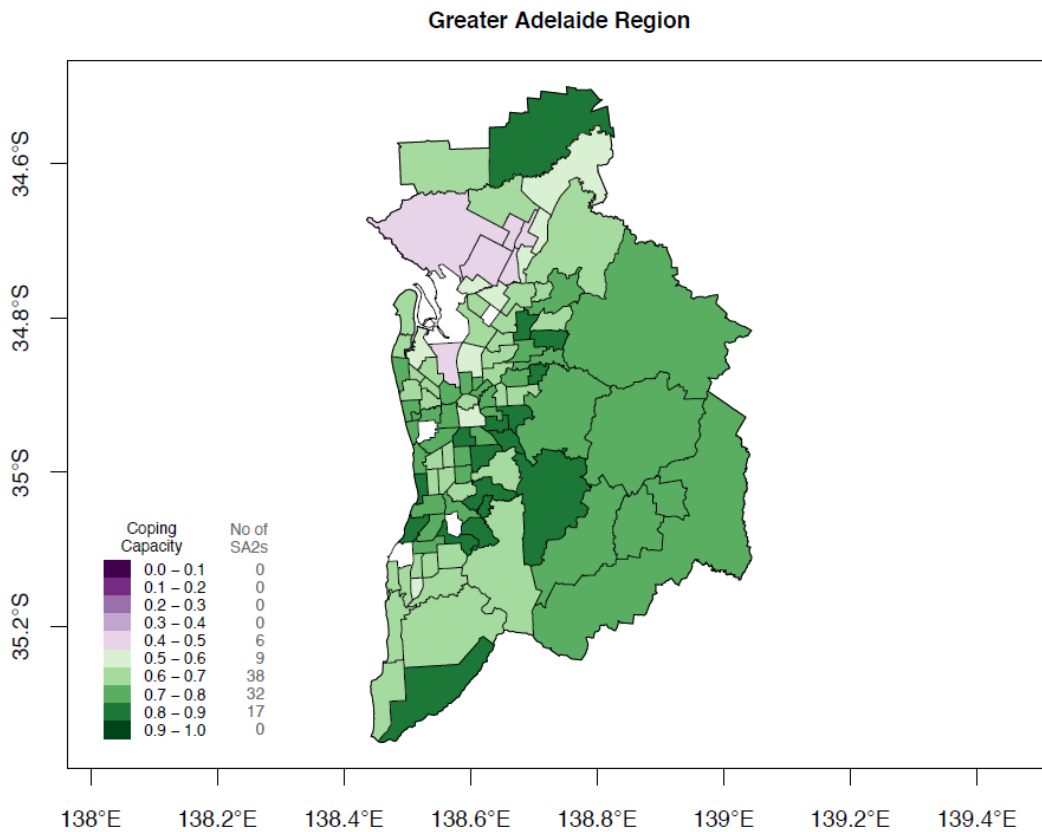 Greater Adelaide Region
34.6°S
34.8°S
35°S
35.2°S
Coping Capacity No of SA2s
0.0 – 0.1 0
0.1 – 0.2 0
0.2 – 0.3 0
0.3 – 0.4 0
0.4 – 0.5 6
0.5 – 0.6 9
0.6 – 0.7 38
0.7 – 0.8 32
0.8 – 0.9 17
0.9 – 1.0 0
138°E 138.2°E 138.4°E 138.6°E 138.8°E 139°E 139.2°E 139.4°E